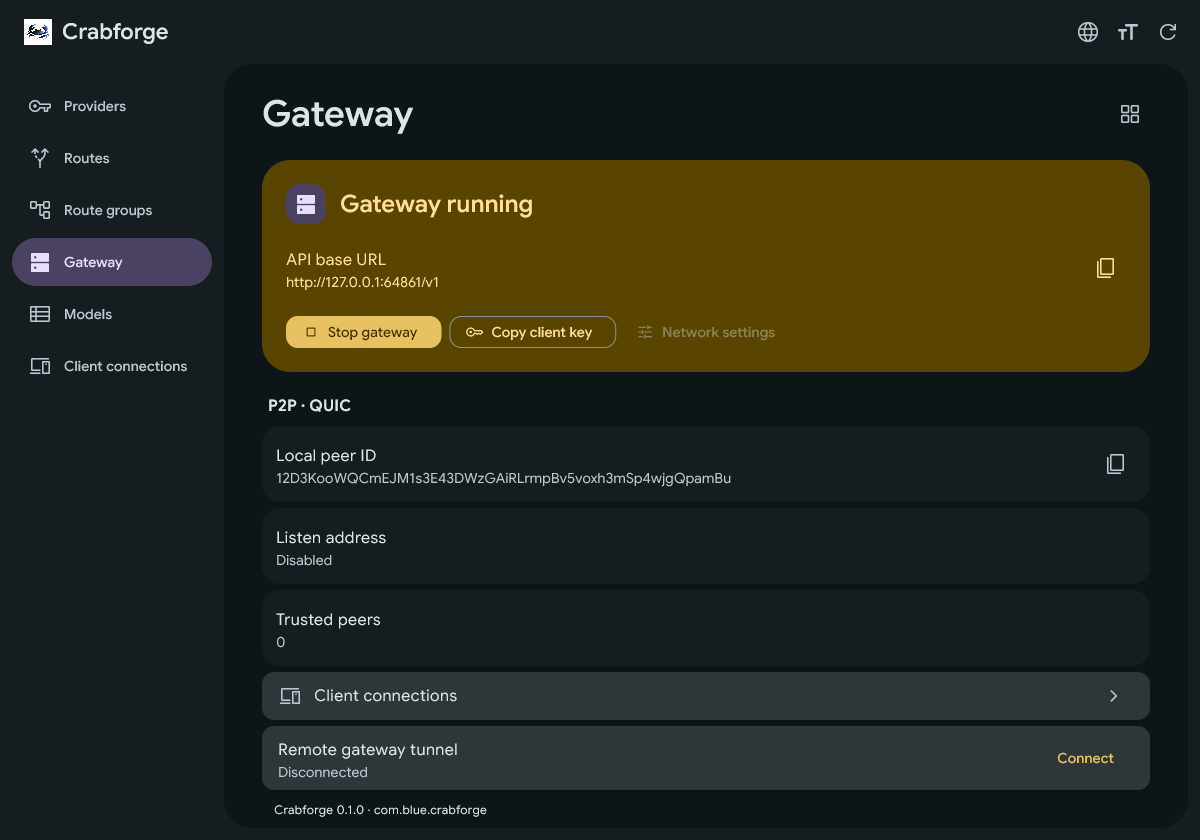 Crabforge
Providers
Routes
Route groups
Gateway
Models
Client connections
Gateway
Gateway running
API base URL
http://127.0.0.1:64861/v1
Stop gateway
Copy client key
Network settings
P2P · QUIC
Local peer ID
12D3KooWQCmEJM1s3E43DWzGAiRLrmpBv5voxh3mSp4wjgQpamBu
Listen address
Disabled
Trusted peers
0
Client connections
Remote gateway tunnel
Disconnected
Connect
Crabforge 0.1.0 · com.blue.crabforge